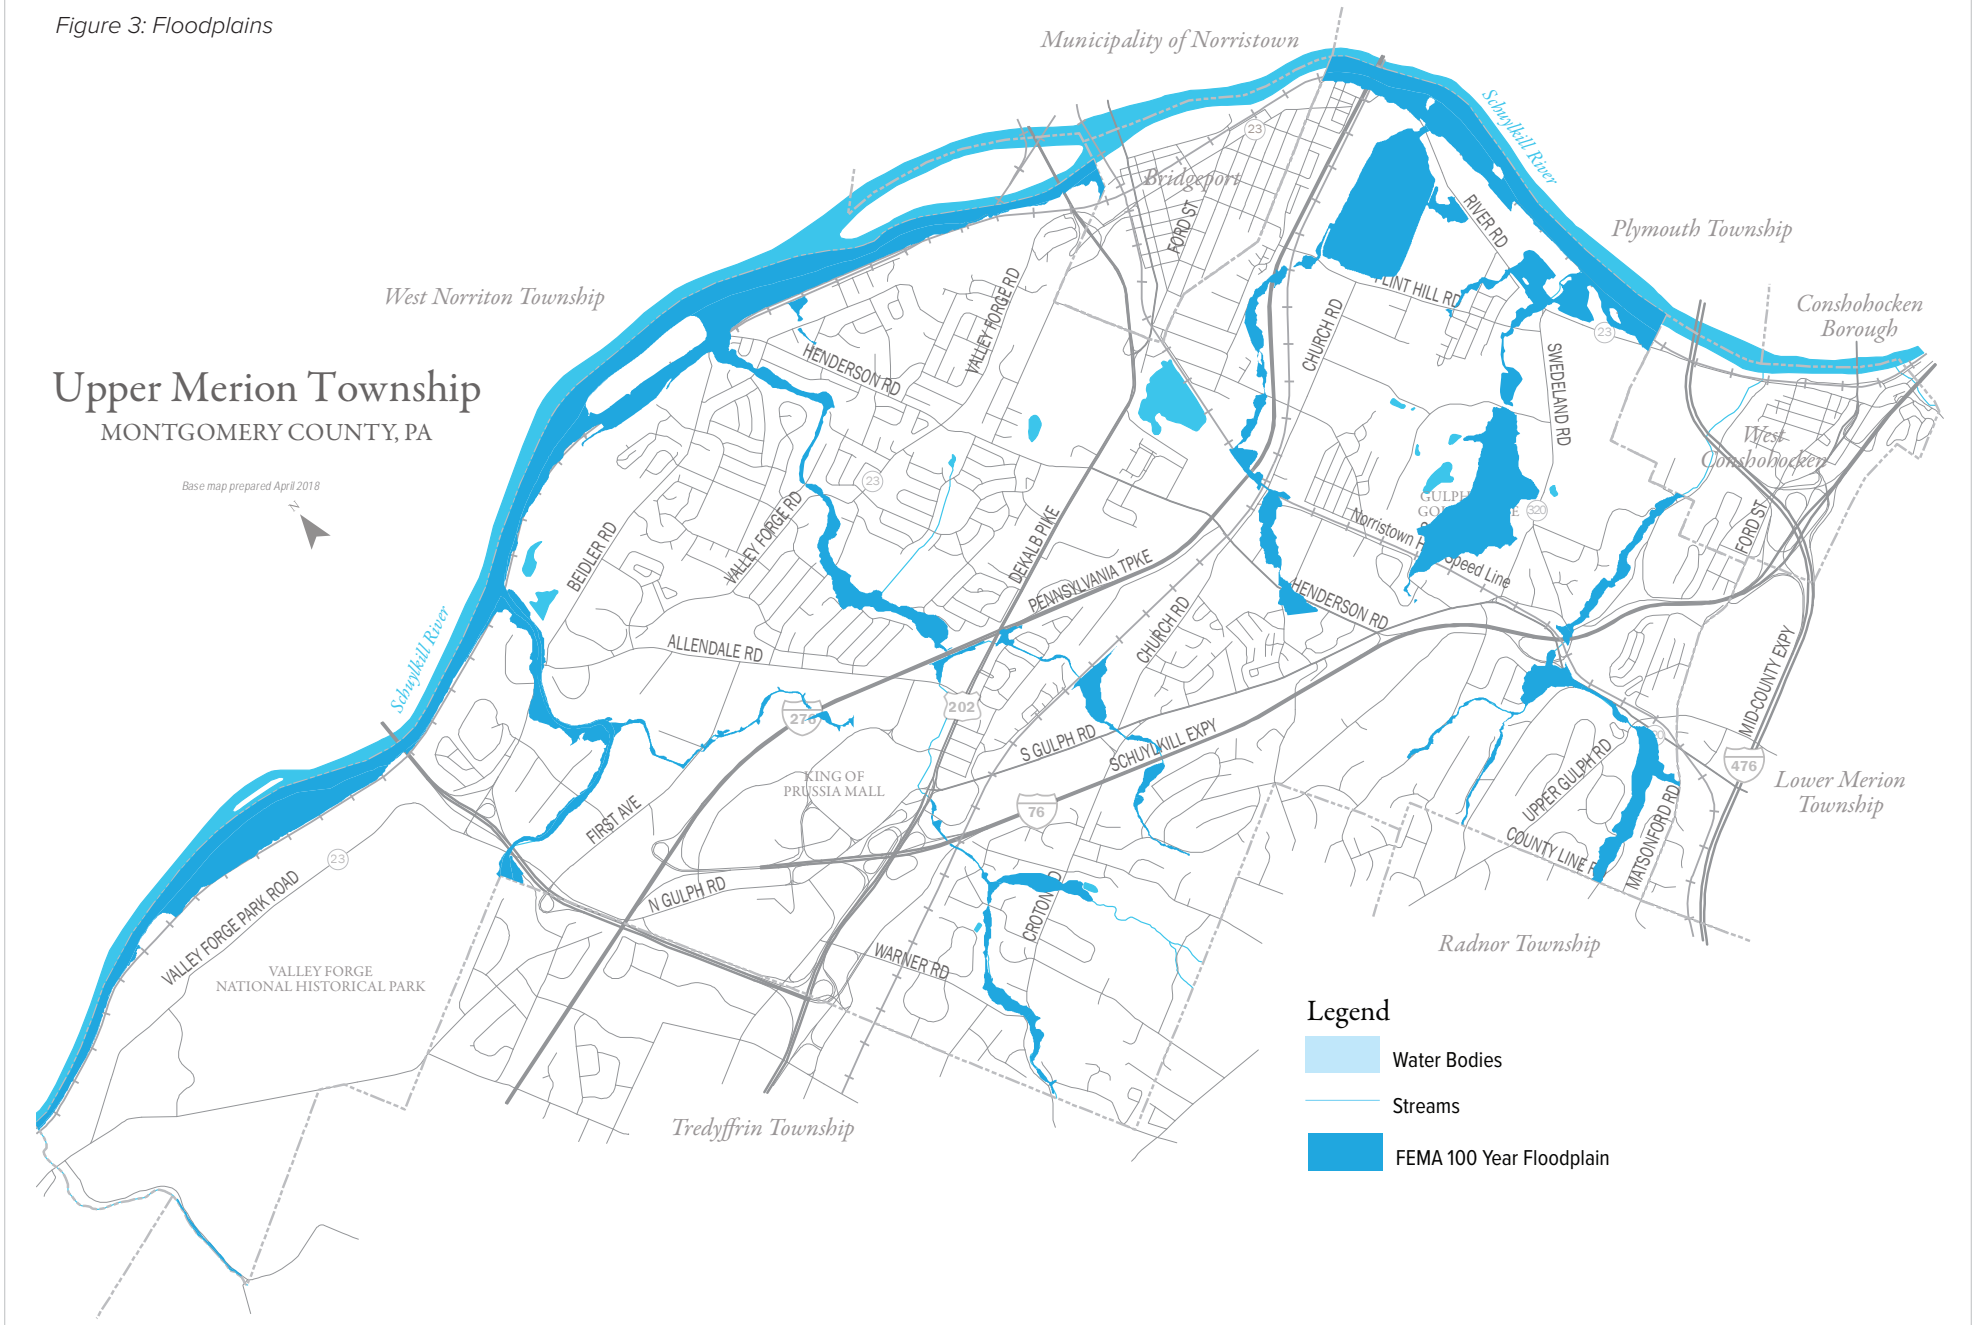 Figure 3: Floodplains
Municipality of Norristown
Schuylkill River
23
Bridgeport
FORD ST
RIVER RD
Plymouth Township
West Norriton Township
VALLEY FORGE RD
FLINT HILL RD
CHURCH RD
23
Conshohocken
Borough
HENDERSON RD
SWEDELAND RD
Upper Merion Township
MONTGOMERY COUNTY, PA
West
Conshohocken
Base map prepared April 2018
N
23
VALLEY FORGE RD
BEIDLER RD
DEKALB PIKE
PENNSYLVANIA TPKE
GULPH
320
Norristown
Speed Line
FORD ST
HENDERSON RD
CHURCH RD
ALLENDALE RD
Schuylkill River
MID-COUNTY EXPY
276
202
S GULPH RD
SCHUYLKILL EXPY
476
Lower Merion
Township
KING OF
PRUSSIA MALL
76
UPPER GULPH RD
MATSONFORD RD
COUNTY LINE R
FIRST AVE
23
VALLEY FORGE PARK ROAD
N GULPH RD
CROTON RD
WARNER RD
Radnor Township
VALLEY FORGE
NATIONAL HISTORICAL PARK
Tredyffrin Township
Legend
Water Bodies
Streams
FEMA 100 Year Floodplain